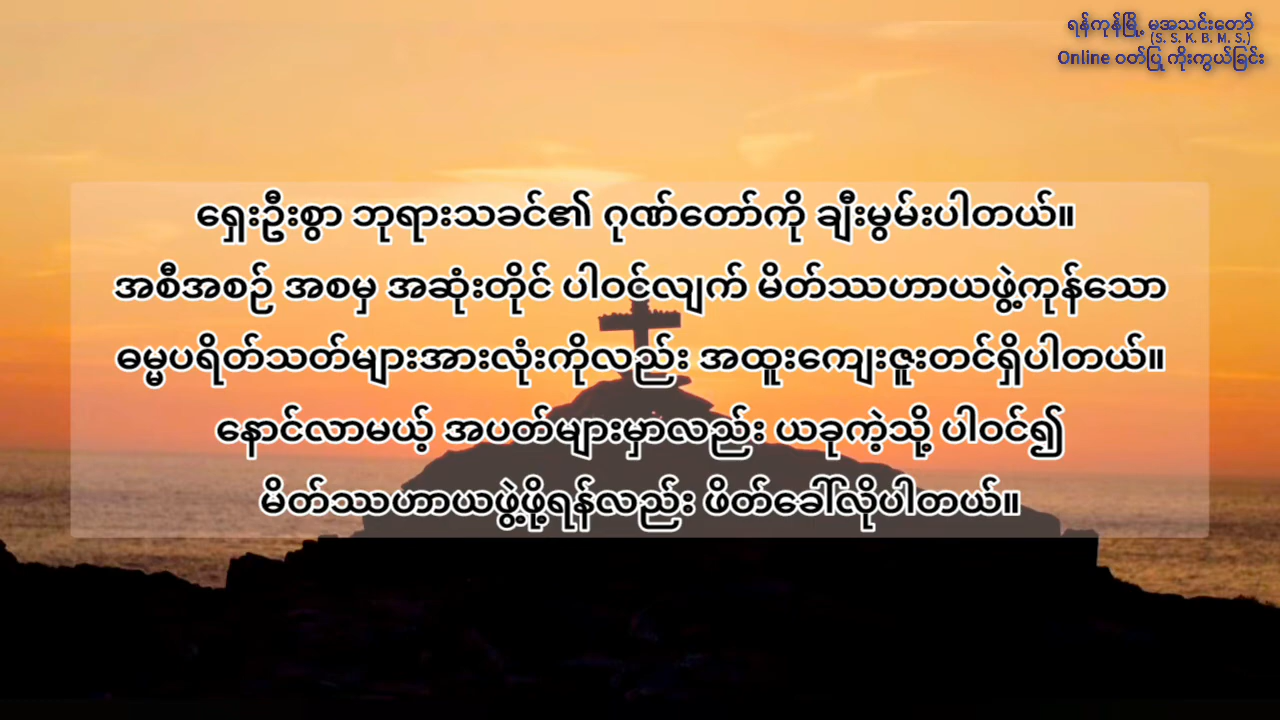 ရန်ကုန်မြို့ မအသင်းတော်
(S. S. K. B. M. S.)
Online ဝတ်ပြု ကိုးကွယ်ခြင်း
ရှေးဦးစွာ ဘုရားသခင်၏ ဂုဏ်တော်ကို ချီးမွမ်းပါတယ်။
အစီအစဉ် အစမှ အဆုံးတိုင် ပါဝင်လျက် မိတ်ဿဟာယဖွဲ့ကုန်သော
ဓမ္မပရိတ်သတ်များအားလုံးကိုလည်း အထူးကျေးဇူးတင်ရှိပါတယ်။
နောင်လာမယ့် အပတ်များမှာလည်း ယခုကဲ့သို့ ပါဝင်၍
မိတ်ဿဟာယဖွဲ့ဖို့ရန်လည်း ဖိတ်ခေါ်လိုပါတယ်။